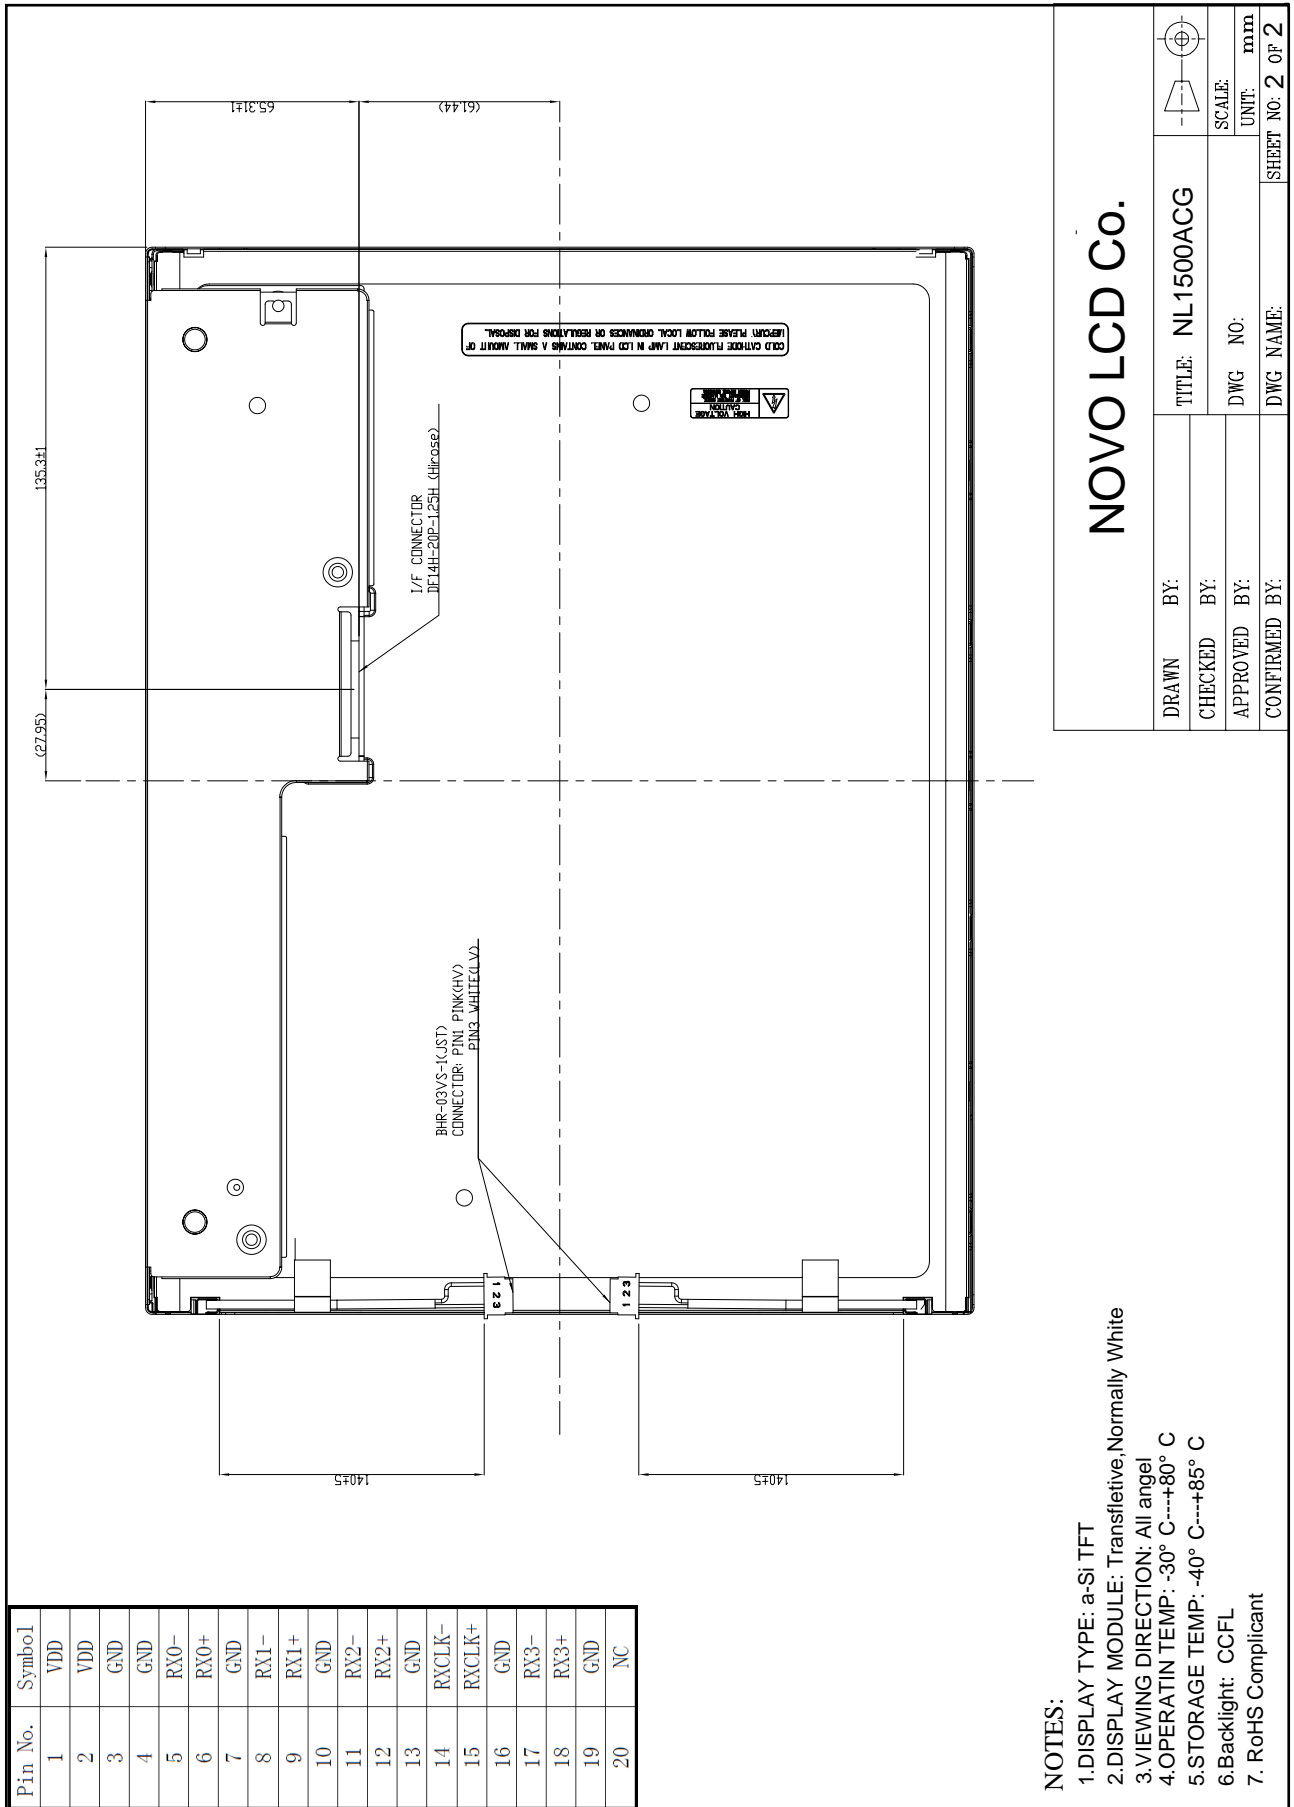 Pin No. Symbol
1 VDD
2 VDD
3 GND
4 GND
5 RX0-
6 RX0+
7 GND
8 RX1-
9 RX1+
10 GND
11 RX2-
12 RX2+
13 GND
14 RXCLK-
15 RXCLK+
16 GND
17 RX3-
18 RX3+
19 GND
20 NC
(27.95)
135.3±1
65.31±1
(61.44)
140±5
140±5
BHR-03VS-1(JST)
CONNECTOR: PIN1 PINK(HV)
PIN3 WHITE(LV)
I/F CONNECTOR
DF14H-20P-1.25H (Hirose)
COLD CATHODE FLUORESCENT LAMP IN LCD PANEL CONTAINS A SMALL AMOUNT OF
MERCURY, PLEASE FOLLOW LOCAL ORDINANCES OR REGULATIONS FOR DISPOSAL.
HIGH VOLTAGE
CAUTION
1 2 3
1 2 3
NOTES:
1.DISPLAY TYPE: a-Si TFT
2.DISPLAY MODULE: Transfletive,Normally White
3.VIEWING DIRECTION: All angel
4.OPERATIN TEMP: -30° C---+80° C
5.STORAGE TEMP: -40° C---+85° C
6.Backlight: CCFL
7. RoHS Complicant
NOVO LCD Co.
DRAWN BY:
CHECKED BY:
APPROVED BY:
CONFIRMED BY:
TITLE: NL1500ACG
DWG NO:
DWG NAME:
SCALE:
UNIT: mm
SHEET NO: 2 OF 2